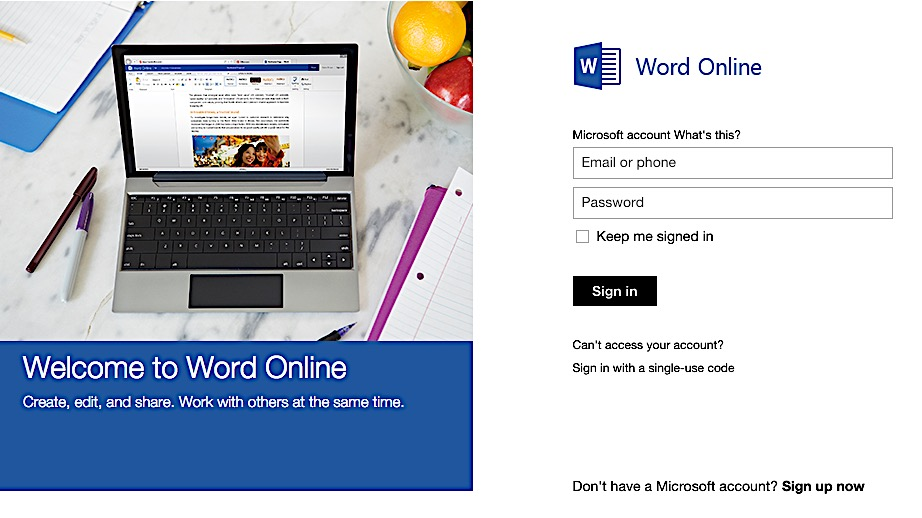 Welcome to Word Online
Create, edit, and share. Work with others at the same time.
W
Word Online
Microsoft account What's this?
Email or phone
Password
Keep me signed in
Sign in
Can't access your account?
Sign in with a single-use code
Don't have a Microsoft account? Sign up now